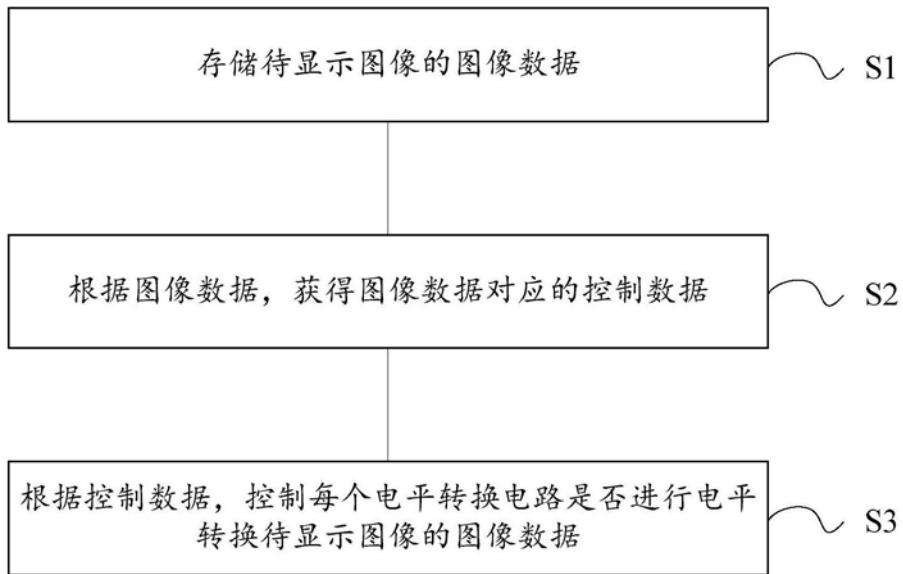 存储待显示图像的图像数据
S1
根据图像数据，获得图像数据对应的控制数据
S2
根据控制数据，控制每个电平转换电路是否进行电平
转换待显示图像的图像数据
S3